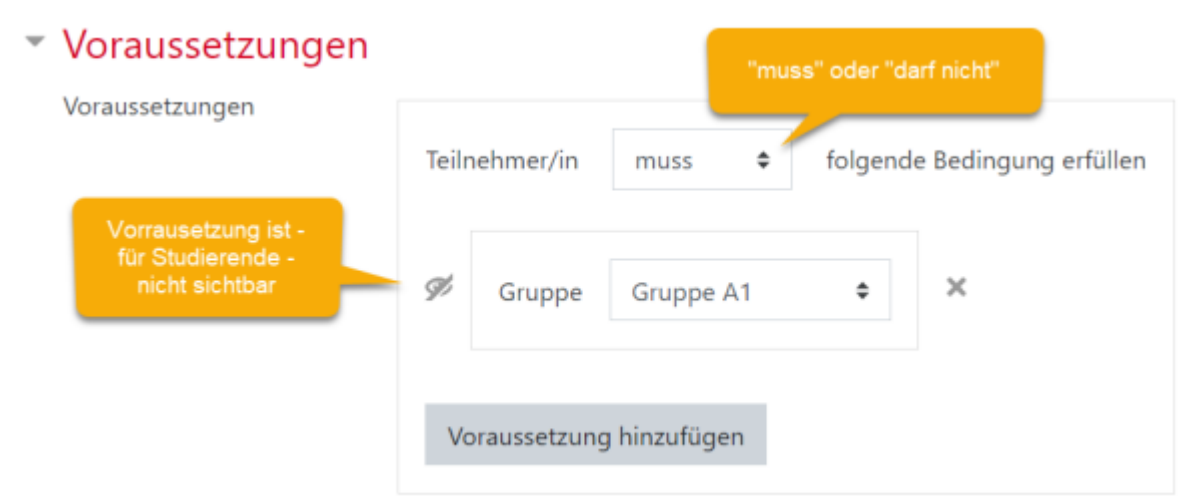 Voraussetzungen
"muss" oder "darf nicht"
Voraussetzungen
Teilnehmer/in muss folgende Bedingung erfüllen
Vorrausetzung ist -
für Studierende -
nicht sichtbar
Gruppe Gruppe A1
Voraussetzung hinzufügen